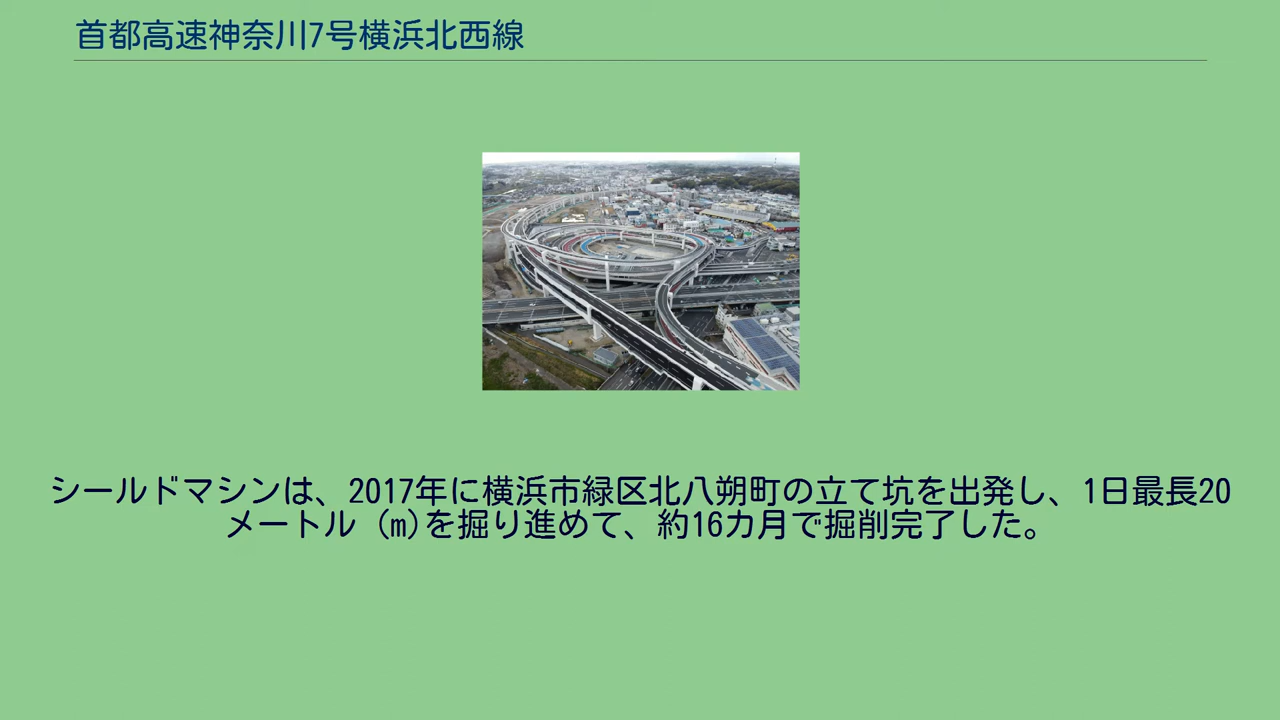 首都高速神奈川7号横浜北西線
シールドマシンは、2017年に横浜市緑区北八朔町の立て坑を出発し、1日最長20
メートル (m)を掘り進めて、約16カ月で掘削完了した。